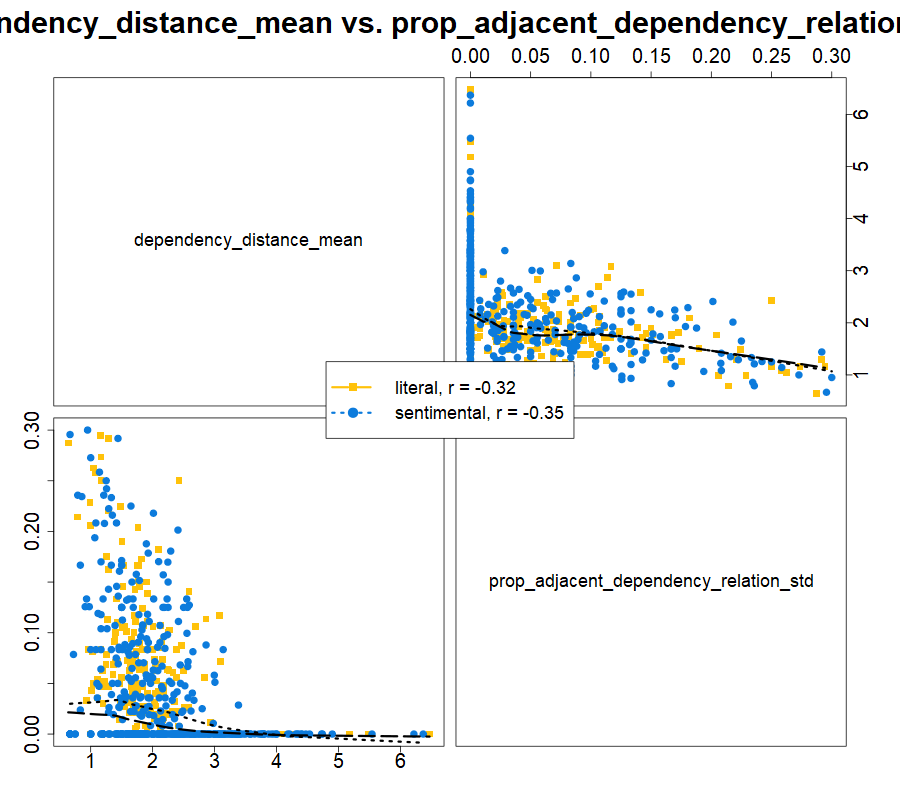 ndency_distance_mean vs. prop_adjacent_dependency_relation
0.00 0.05 0.10 0.15 0.20 0.25 0.30
dependency_distance_mean
6
5
4
3
2
1
literal, r = -0.32
sentimental, r = -0.35
0.30
0.20
0.10
0.00
prop_adjacent_dependency_relation_std
1 2 3 4 5 6